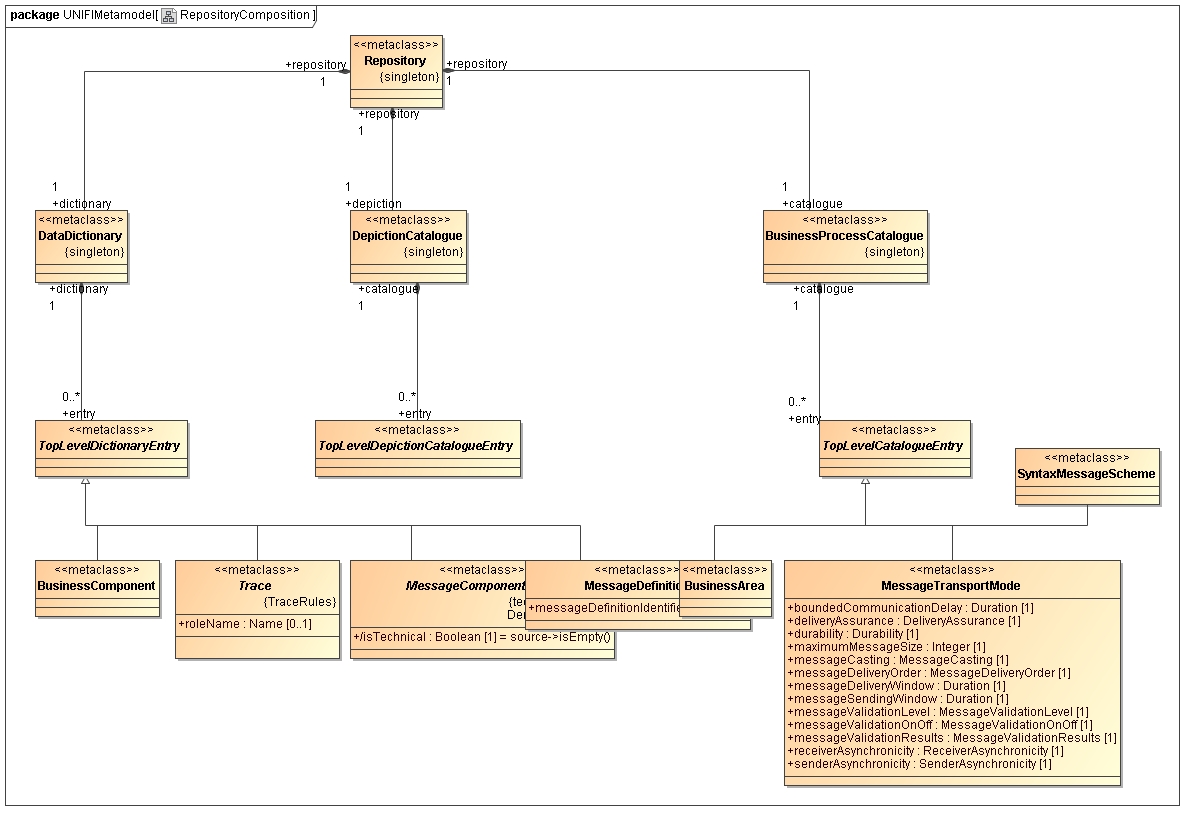 package UNIFIMetamodel[ RepositoryComposition ]
<<metaclass>>
Repository
{singleton}
+repository
1
+repository
1
+repository
1
1
+dictionary
1
+depiction
1
+catalogue
<<metaclass>>
DataDictionary
{singleton}
<<metaclass>>
DepictionCatalogue
{singleton}
<<metaclass>>
BusinessProcessCatalogue
{singleton}
+dictionary
1
+catalogue
1
+catalogue
1
0..*
+entry
0..*
+entry
0..*
+entry
<<metaclass>>
TopLevelDictionaryEntry
<<metaclass>>
TopLevelDepictionCatalogueEntry
<<metaclass>>
TopLevelCatalogueEntry
<<metaclass>>
SyntaxMessageScheme
<<metaclass>>
BusinessComponent
<<metaclass>>
Trace
{TraceRules}
+roleName : Name [0..1]
<<metaclass>>
MessageComponent
+/isTechnical : Boolean [1] = source->isEmpty()
<<metaclass>>
<<metaclass>>
BusinessArea
<<metaclass>>
MessageTransportMode
+boundedCommunicationDelay : Duration [1]
+deliveryAssurance : DeliveryAssurance [1]
+durability : Durability [1]
+maximumMessageSize : Integer [1]
+messageCasting : MessageCasting [1]
+messageDeliveryOrder : MessageDeliveryOrder [1]
+messageDeliveryWindow : Duration [1]
+messageSendingWindow : Duration [1]
+messageValidationLevel : MessageValidationLevel [1]
+messageValidationOnOff : MessageValidationOnOff [1]
+messageValidationResults : MessageValidationResults [1]
+receiverAsynchronicity : ReceiverAsynchronicity [1]
+senderAsynchronicity : SenderAsynchronicity [1]